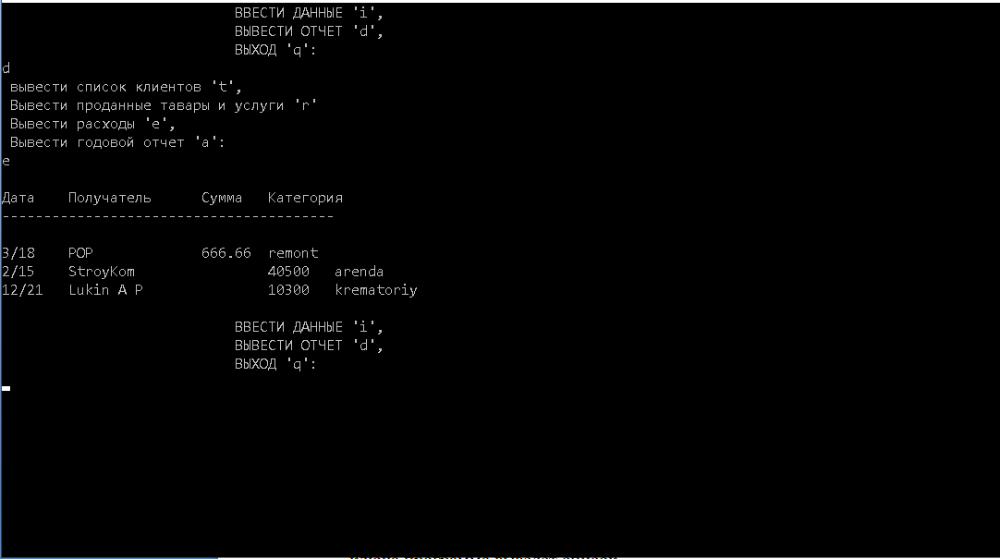 ВВЕСТИ ДАННЫЕ 'i',
ВЫВЕСТИ ОТЧЕТ 'd',
ВЫХОД 'q':
d
вывести список клиентов 't',
Вывести проданные тавары и услуги 'r'
Вывести расходы 'e',
Вывести годовой отчет 'a':
e
Дата Получатель Сумма Категория
----------------------------------------
3/18 POP 666.66 remont
2/15 StroyKom 40500 arenda
12/21 Lukin A P 10300 krematoriy
ВВЕСТИ ДАННЫЕ 'i',
ВЫВЕСТИ ОТЧЕТ 'd',
ВЫХОД 'q':